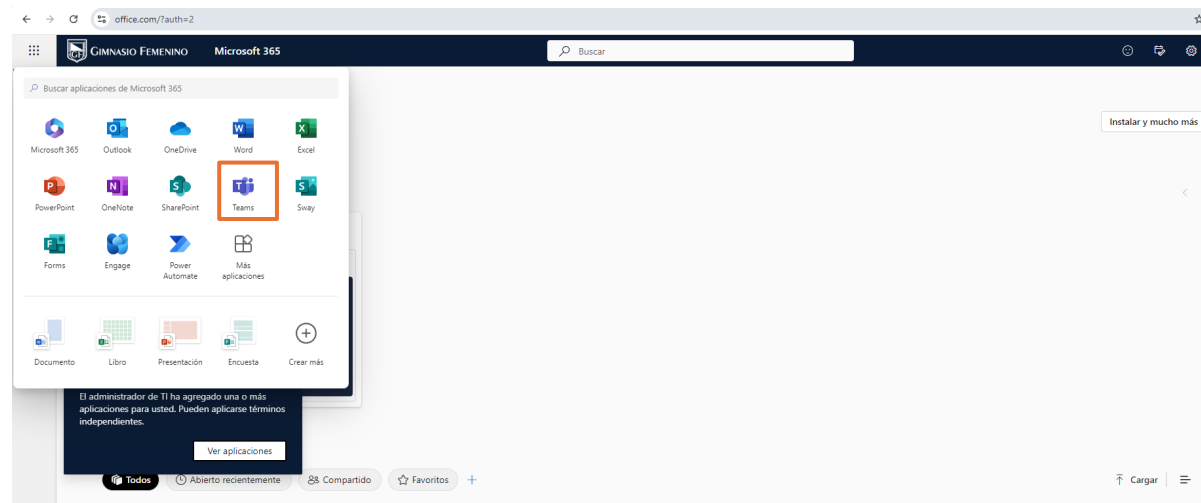 office.com/?auth=2
GIMNASIO FEMENINO Microsoft 365 Buscar
Buscar aplicaciones de Microsoft 365
Microsoft 365 Outlook OneDrive Word Excel
PowerPoint OneNote SharePoint Teams Sway
Forms Engage Power Automate Más aplicaciones
Documento Libro Presentación Encuesta Crear más
Instalar y mucho más
El administrador de TI ha agregado una o más
aplicaciones para usted. Pueden aplicarse términos
independientes.
Ver aplicaciones
Todos Abierto recientemente Compartido Favoritos Cargar